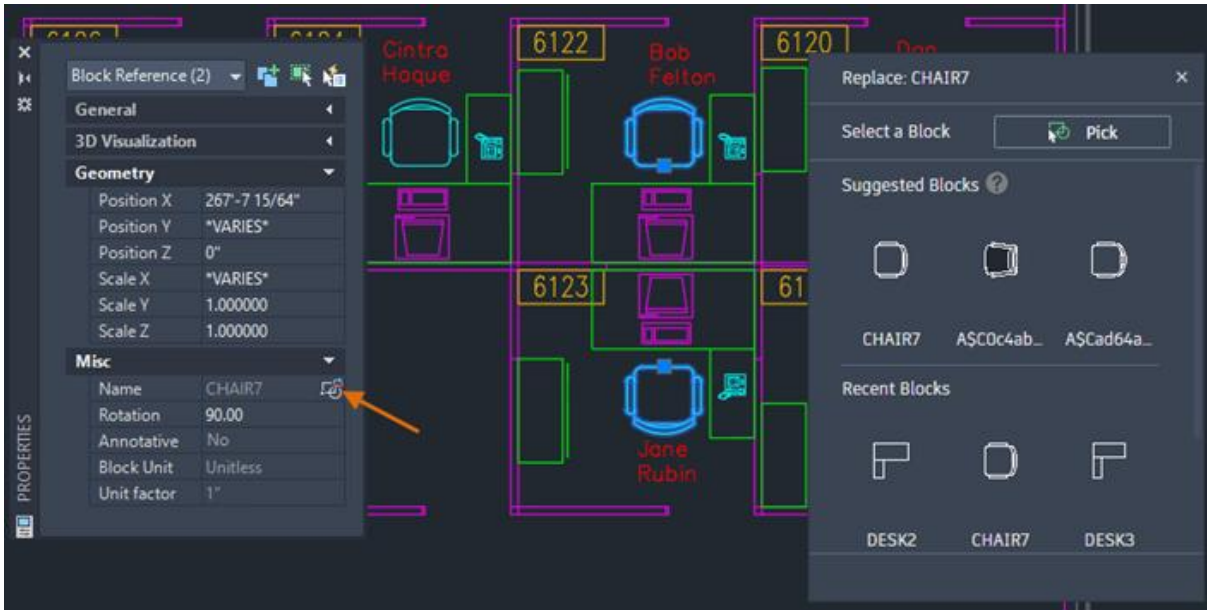 Block Reference (2)
General
3D Visualization
Geometry
Position X 267'-7 15/64"
Position Y *VARIES*
Position Z 0"
Scale X *VARIES*
Scale Y 1.000000
Scale Z 1.000000
Misc
Name CHAIR7
Rotation 90.00
Annotative No
Block Unit Unitless
Unit factor 1"
PROPERTIES
Cintra
Haque
6122
Bob
Felton
6120
Dan
6123
61
Jane
Rubin
Replace: CHAIR7
Select a Block
Pick
Suggested Blocks
CHAIR7 A$C0c4ab... A$Cad64a...
Recent Blocks
DESK2 CHAIR7 DESK3